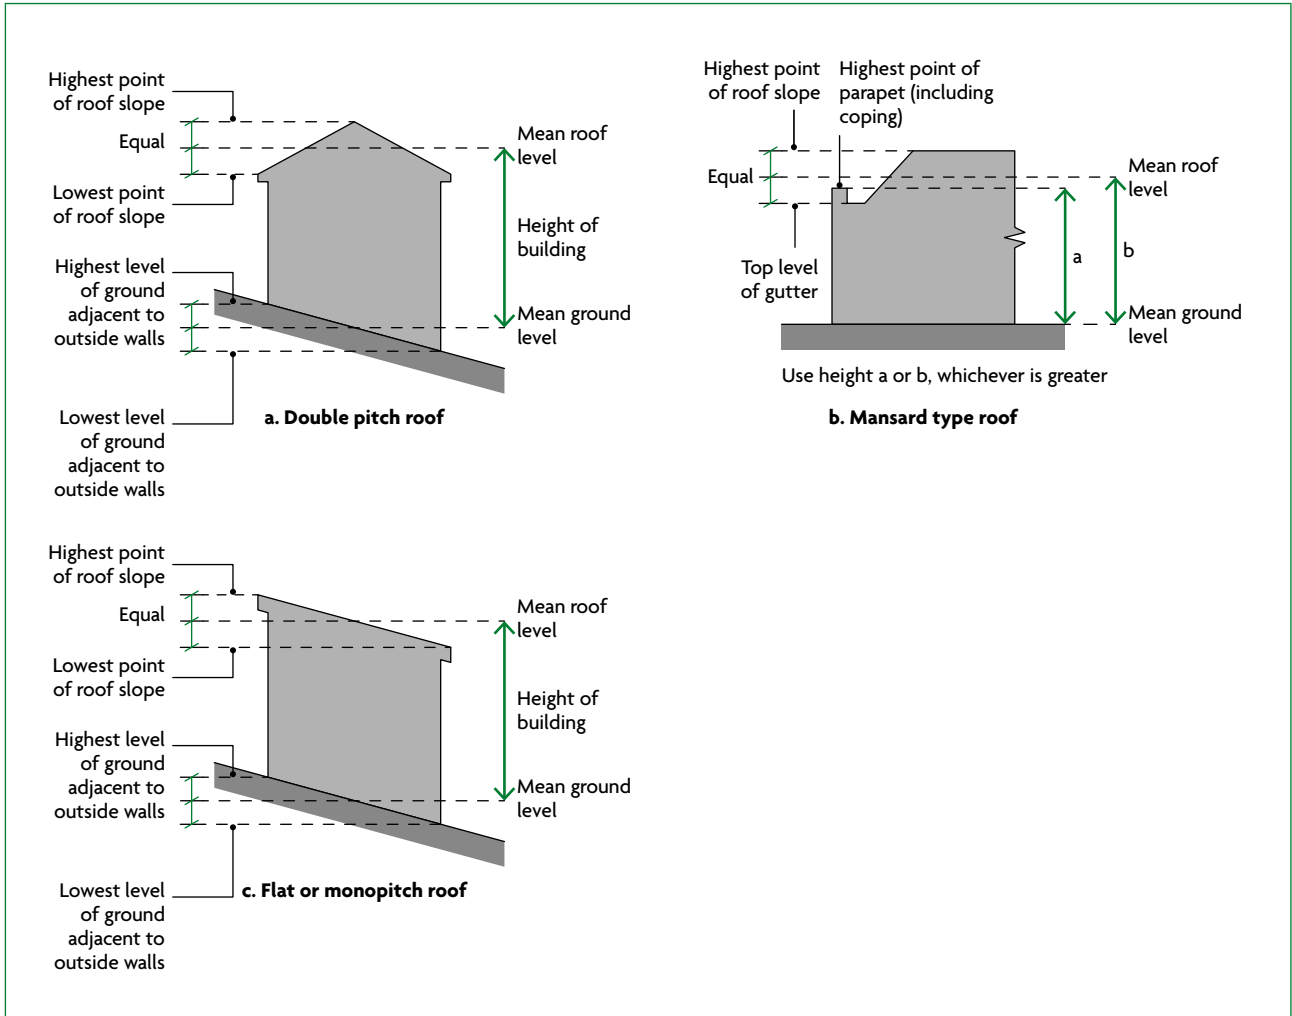 Highest point
of roof slope
Equal
Lowest point
of roof slope
Highest level
of ground
adjacent to
outside walls
Lowest level
of ground
adjacent to
outside walls
Mean roof
level
Height of
building
Mean ground
level
a. Double pitch roof
Highest point
of roof slope
Highest point of
parapet (including
coping)
Equal
Top level
of gutter
Mean roof
level
a
b
Mean ground
level
Use height a or b, whichever is greater
b. Mansard type roof
Highest point
of roof slope
Equal
Lowest point
of roof slope
Highest level
of ground
adjacent to
outside walls
Lowest level
of ground
adjacent to
outside walls
Mean roof
level
Height of
building
Mean ground
level
c. Flat or monopitch roof